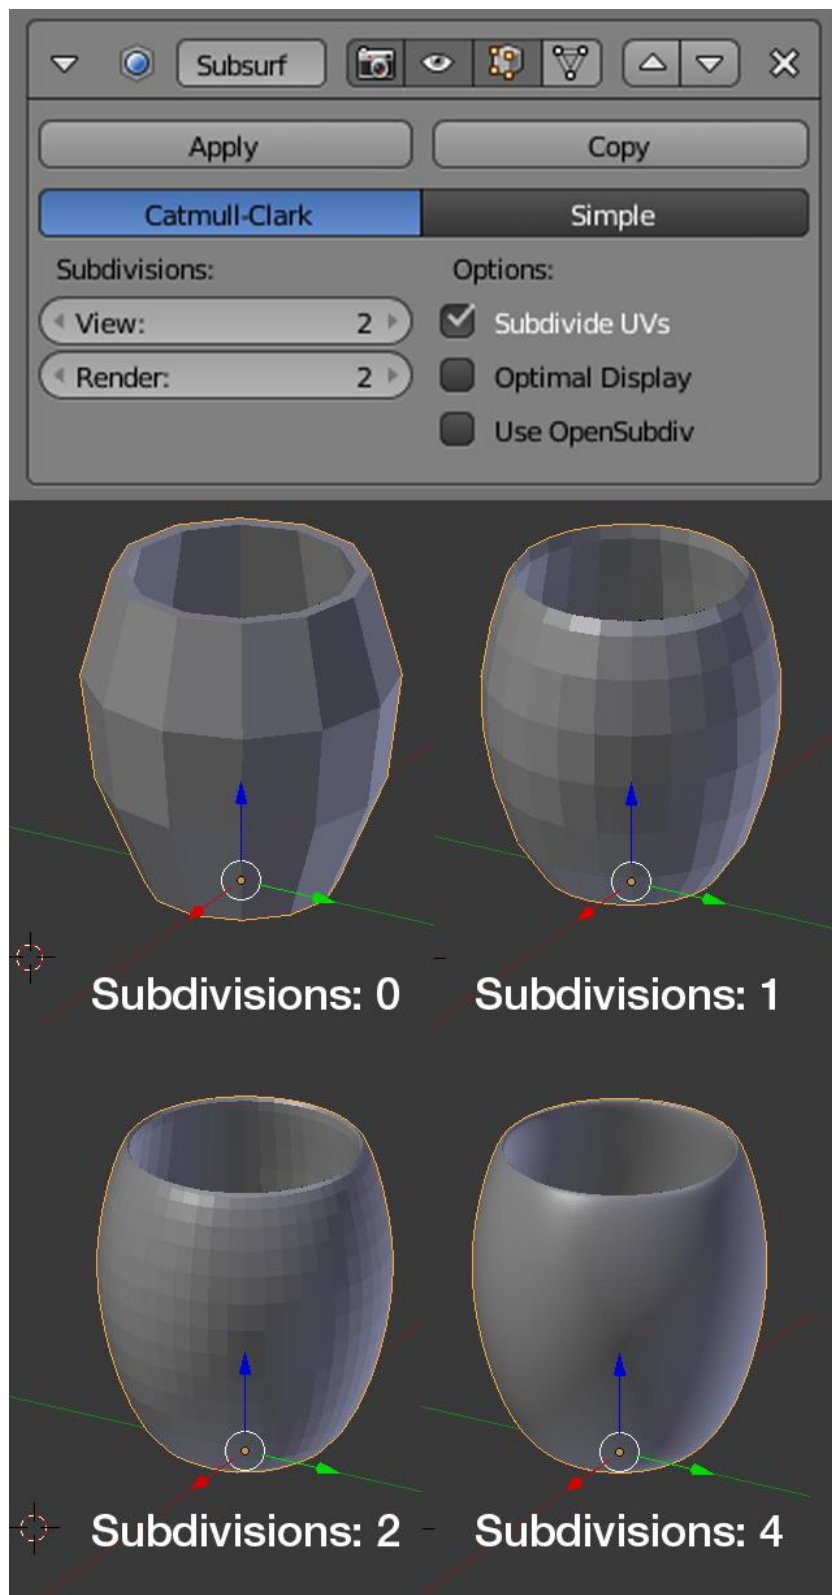 Subsurf
Apply
Copy
Catmull-Clark
Simple
Subdivisions:
Options:
View: 2
Subdivide UVs
Render: 2
Optimal Display
Use OpenSubdiv
Subdivisions: 0
Subdivisions: 1
Subdivisions: 2
Subdivisions: 4